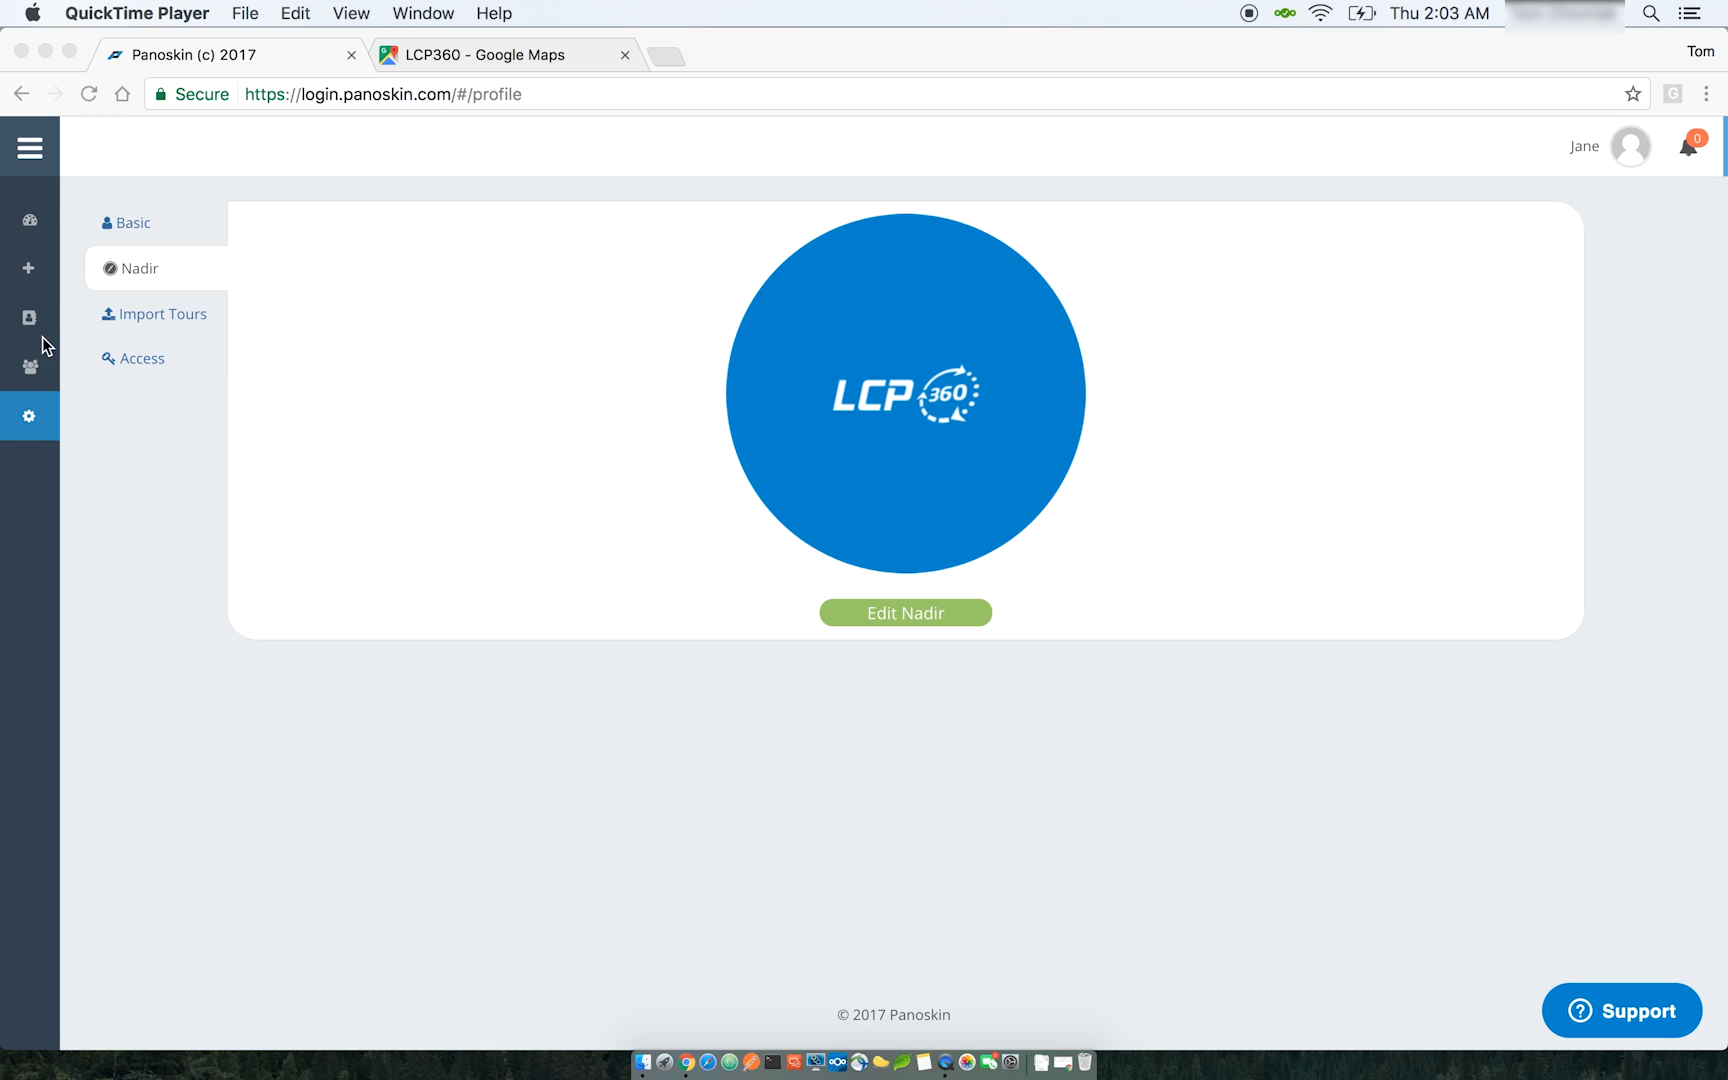 QuickTime Player File Edit View Window Help Thu 2:03 AM
Panoskin (c) 2017 LCP360 - Google Maps Tom
Secure https://login.panoskin.com/#/profile G
Jane 0
Basic
Nadir
Import Tours
Access
LCP 360
Edit Nadir
© 2017 Panoskin
? Support